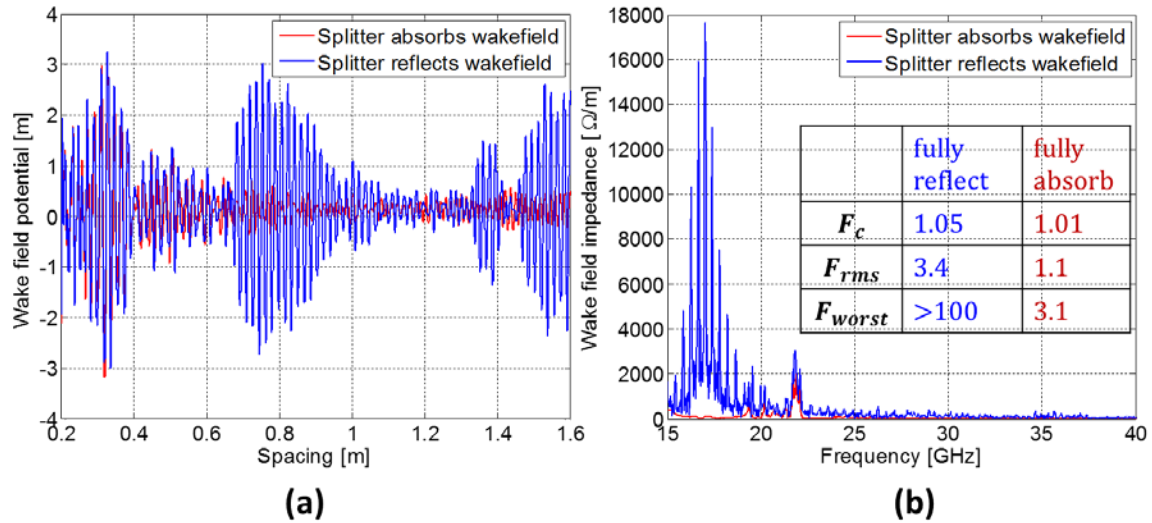 Splitter absorbs wakefield
Splitter reflects wakefield
4
3
2
1
0
-1
-2
-3
-4
Wake field potential [m]
0.2
0.4
0.6
0.8
1
1.2
1.4
1.6
Spacing [m]
(a)
Splitter absorbs wakefield
Splitter reflects wakefield
18000
16000
14000
12000
10000
8000
6000
4000
2000
0
Wake field impedance [Ω/m]
fully reflect
fully absorb
F_c 1.05 1.01
F_rms 3.4 1.1
F_worst >100 3.1
15
20
25
30
35
40
Frequency [GHz]
(b)